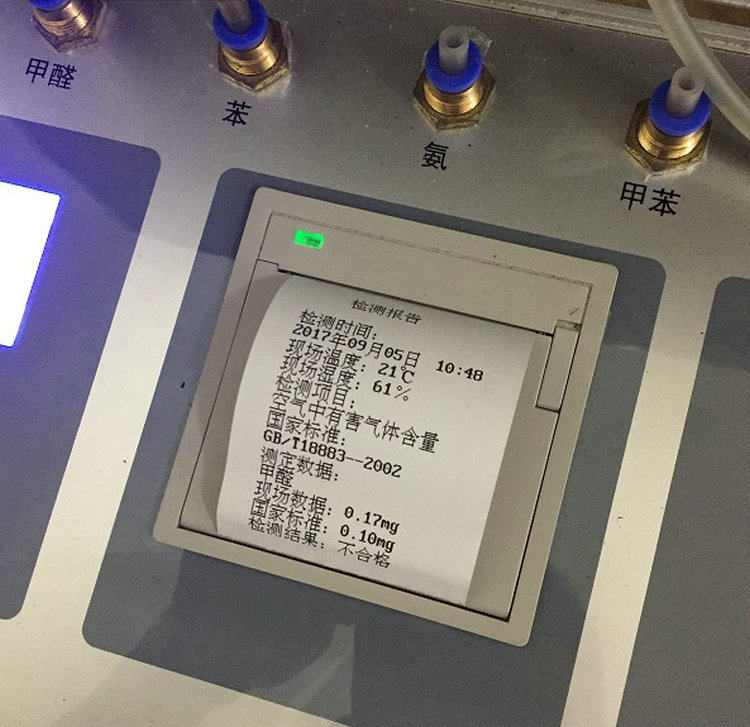 甲醛
苯
氨
甲苯
检测报告
检测时间:
2017年09月05日 10:48
现场温度: 21℃
现场湿度: 61%
检测项目:
空气中有害气体含量
国家标准:
GB/T18883--2002
测定数据:
甲醛
现场数据: 0.17mg
国家标准: 0.10mg
检测结果: 不合格